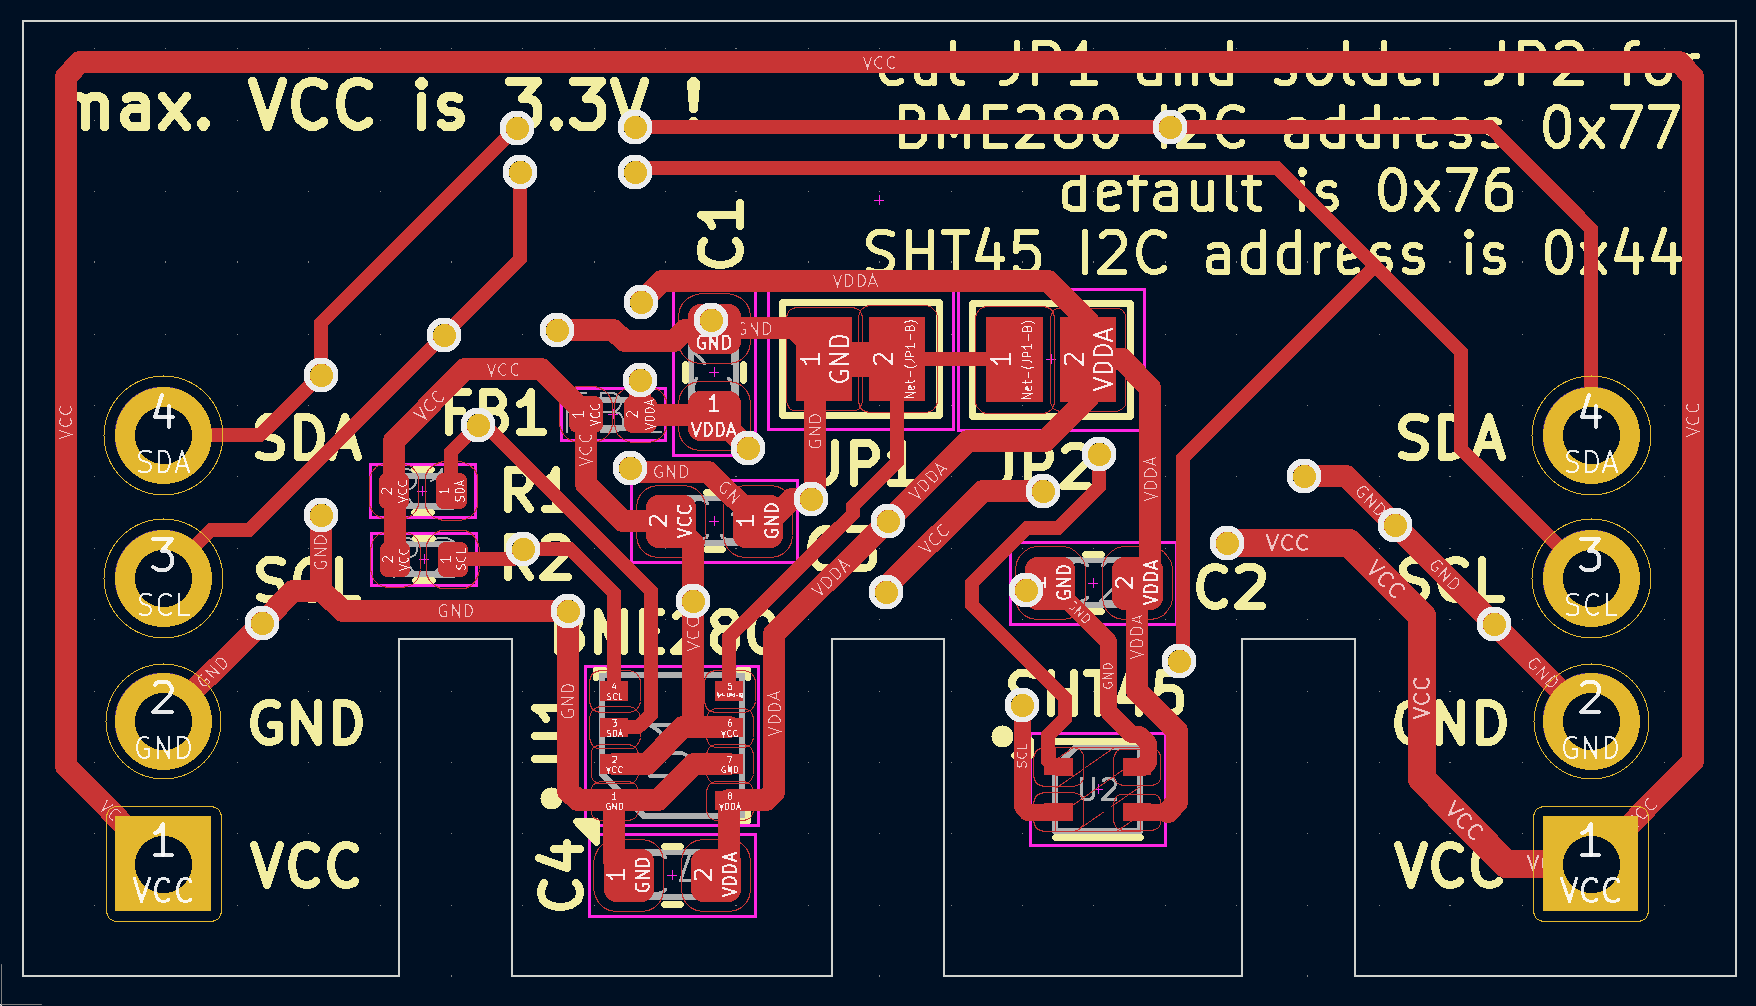 max. VCC is 3.3V !
cut JP1 and solder JP2 for
BME280 I2C address 0x77
default is 0x76
SHT45 I2C address is 0x44
VCC
VCC
VCC
C1
VDDA
GND
GND
1
VDDA
1
GND
2
Net-(JP1-B)
1
Net-(JP1-B)
2
VDDA
VCC
VCC
FB1
1
VCC
2
VDDA
JP1
JP2
GND
VDDA
VDDA
VCC
4
SDA
SDA
2
VCC
1
SDA
R1
GND
VCC
2
VCC
1
GND
C3
VCC
VDDA
3
SCL
SCL
GND
VCC
1
SCL
R2
GND
1
GND
2
VDDA
C2
GND
VDDA
GND
BME280
VCC
2
GND
GND
GND
U1
GND
4
SCL
3
SDA
2
VCC
1
GND
5
6
VCC
7
GND
8
VDDA
VDDA
SHT45
SCL
U2
C4
1
GND
2
VDDA
1
VCC
VCC
SDA
4
SDA
SCL
3
SCL
GND
2
GND
VCC
1
VCC
VCC
VCC
VCC
VCC
GND
GND
GND
VCC